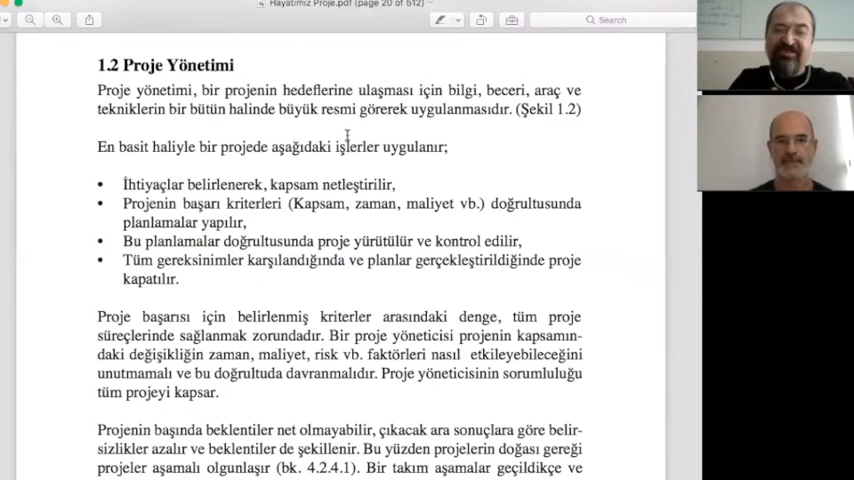 Hayatimiz Proje.pdf (page 20 of 512)
Search
1.2 Proje Yönetimi
Proje yönetimi, bir projenin hedeflerine ulaşması için bilgi, beceri, araç ve
tekniklerin bir bütün halinde büyük resmi görerek uygulanmasıdır. (Şekil 1.2)
En basit haliyle bir projede aşağıdaki işlerler uygulanır;
• İhtiyaçlar belirlenerek, kapsam netleştirilir,
• Projenin başarı kriterleri (Kapsam, zaman, maliyet vb.) doğrultusunda
planlamalar yapılır,
• Bu planlamalar doğrultusunda proje yürütülür ve kontrol edilir,
• Tüm gereksinimler karşılandığında ve planlar gerçekleştirildiğinde proje
kapatılır.
Proje başarısı için belirlenmiş kriterler arasındaki denge, tüm proje
süreçlerinde sağlanmak zorundadır. Bir proje yöneticisi projenin kapsamın-
daki değişikliğin zaman, maliyet, risk vb. faktörleri nasıl etkileyebileceğini
unutmamalı ve bu doğrultuda davranmalıdır. Proje yöneticisinin sorumluluğu
tüm projeyi kapsar.
Projenin başında beklentiler net olmayabilir, çıkacak ara sonuçlara göre belir-
sizlikler azalır ve beklentiler de şekillenir. Bu yüzden projelerin doğası gereği
projeler aşamalı olgunlaşır (bk. 4.2.4.1). Bir takım aşamalar geçildikçe ve